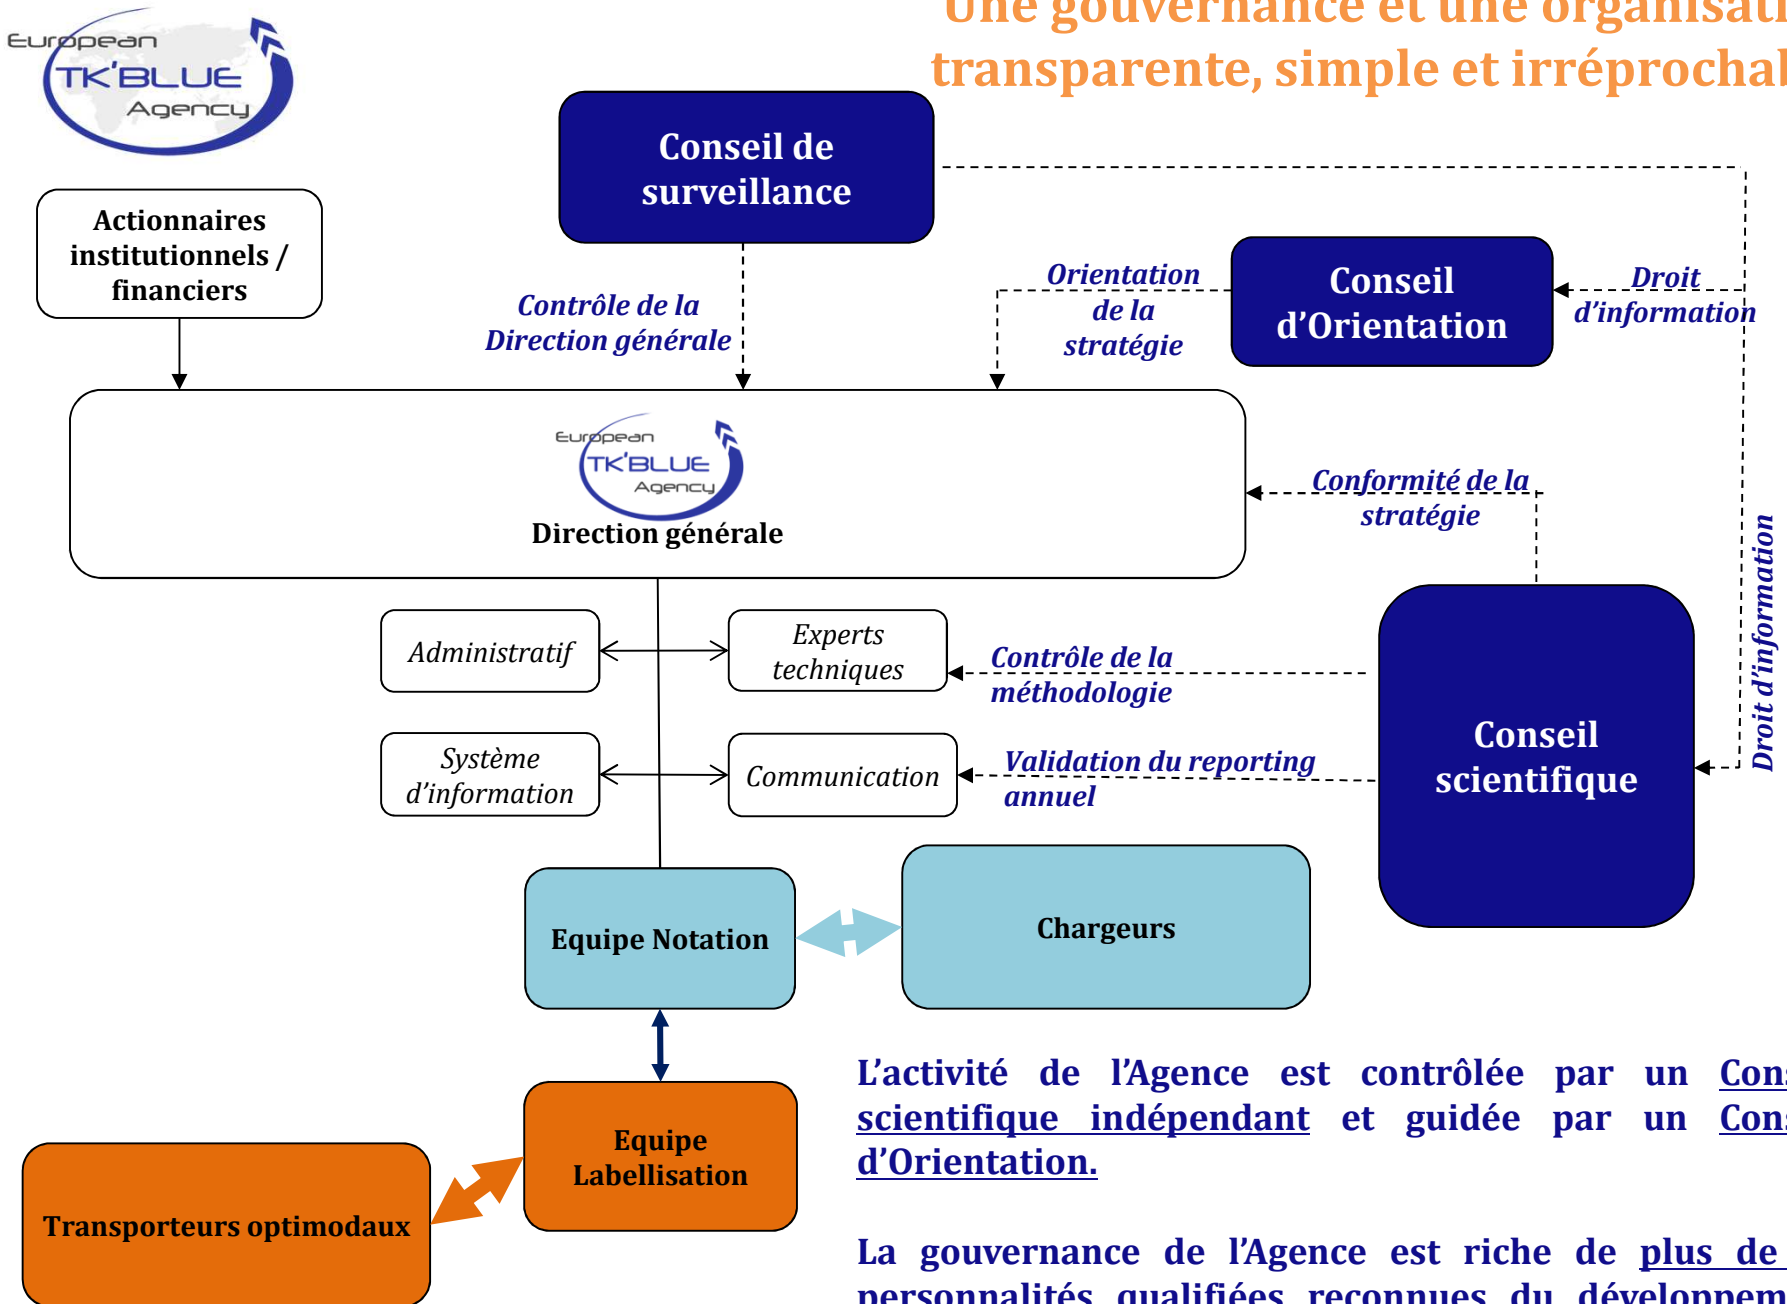 Une gouvernance et une
transparente, simple et
European
TK'BLUE
Agency
Conseil de
surveillance
Actionnaires
institutionnels /
financiers
Contrôle de la
Direction générale
Orientation
de la
stratégie
Conseil
d’Orientation
Droit
d’information
European
TK'BLUE
Agency
Direction générale
Conformité de la
stratégie
Droit d’information
Administratif
Experts
techniques
Contrôle de la
méthodologie
Système
d’information
Communication
Validation du reporting
annuel
Conseil
scientifique
Equipe Notation
Chargeurs
Equipe
Labellisation
Transporteurs optimodaux
L’activité de l’Agence est contrôlée par un
scientifique indépendant et guidée par un
d’Orientation.
La gouvernance de l’Agence est riche de plus de
personnalités qualifiées reconnues du